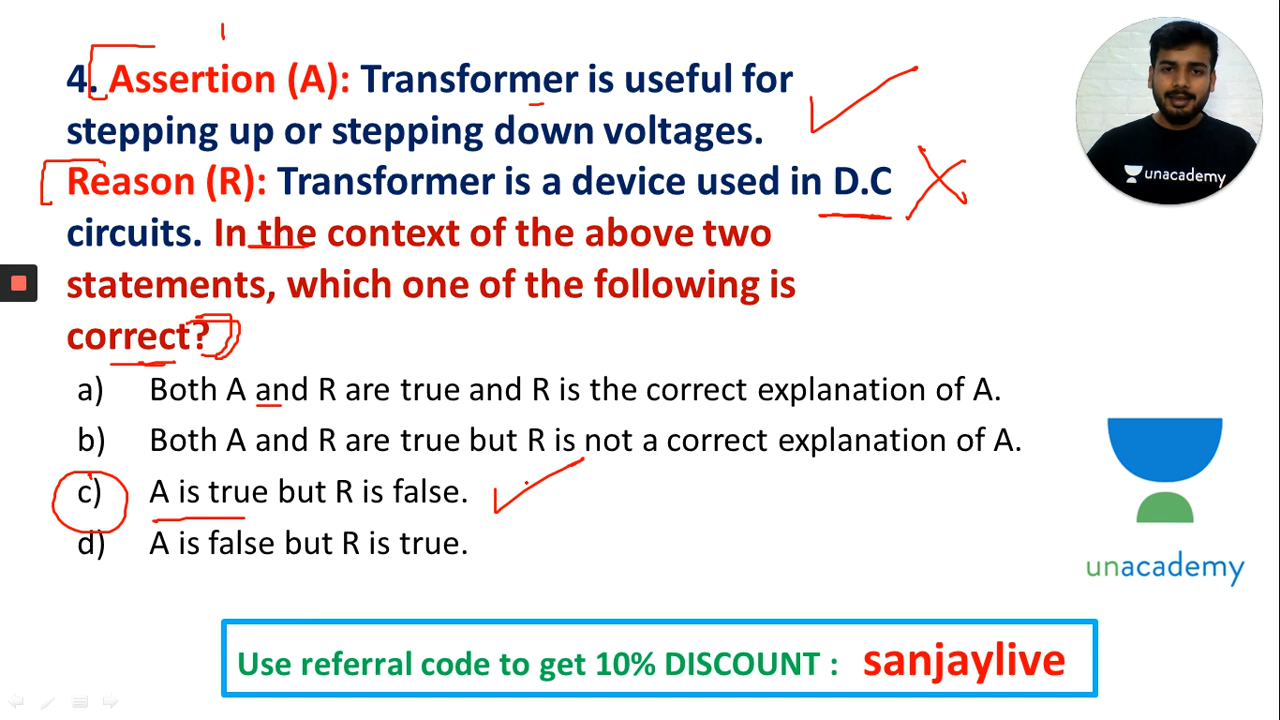 4. Assertion (A): Transformer is useful for
stepping up or stepping down voltages.
Reason (R): Transformer is a device used in D.C
circuits. In the context of the above two
statements, which one of the following is
correct?
a) Both A and R are true and R is the correct explanation of A.
b) Both A and R are true but R is not a correct explanation of A.
c) A is true but R is false.
d) A is false but R is true.
unacademy
unacademy
Use referral code to get 10% DISCOUNT : sanjaylive